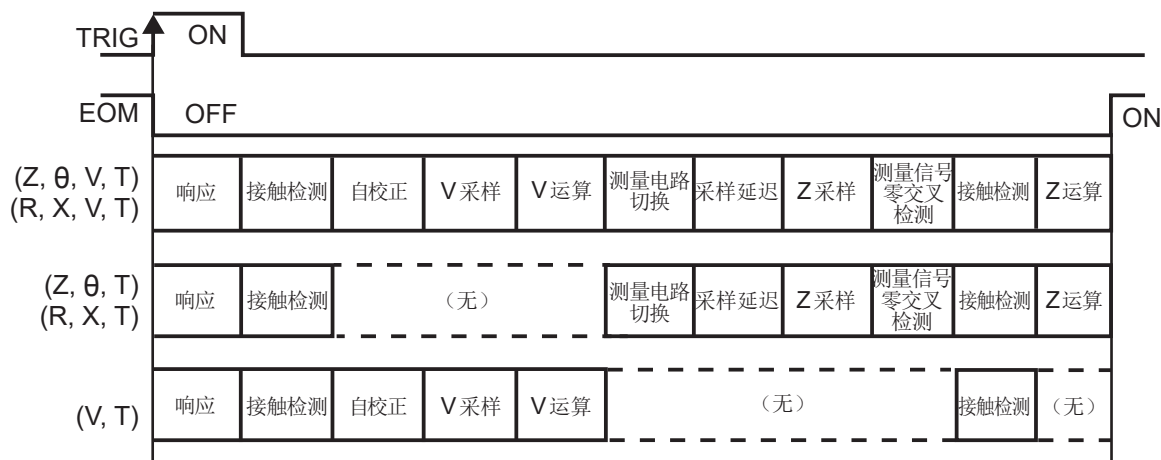 TRIG ON
EOM OFF ON
(Z, θ, V, T)
(R, X, V, T)
响应 接触检测 自校正 V采样 V运算 测量电路切换 采样延迟 Z采样 测量信号零交叉检测 接触检测 Z运算
(Z, θ, T)
(R, X, T)
响应 接触检测 （无） 测量电路切换 采样延迟 Z采样 测量信号零交叉检测 接触检测 Z运算
(V, T) 响应 接触检测 自校正 V采样 V运算 （无） 接触检测 （无）